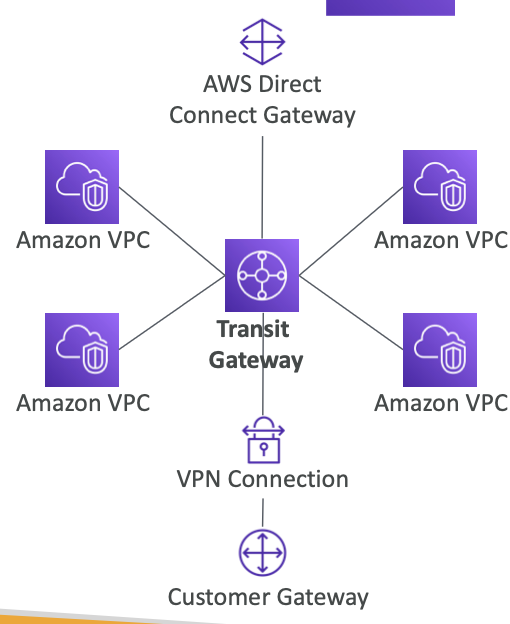 AWS Direct
Connect Gateway
Amazon VPC
Amazon VPC
Transit
Gateway
Amazon VPC
Amazon VPC
VPN Connection
Customer Gateway